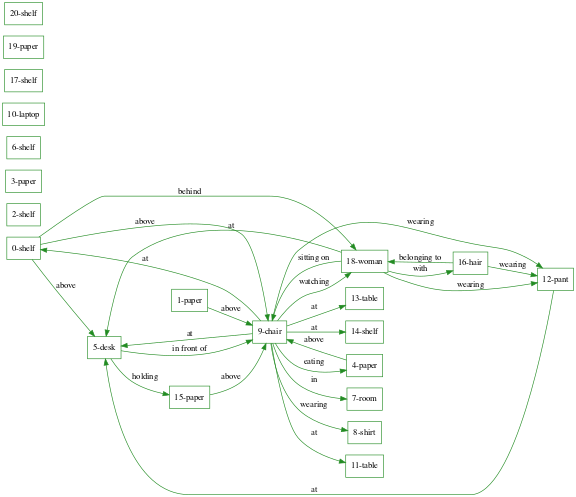 20-shelf
19-paper
17-shelf
10-laptop
6-shelf
3-paper
2-shelf
behind
above
at
wearing
0-shelf
at
sitting on
18-woman
belonging to
with
16-hair
wearing
12-pant
watching
wearing
above
1-paper
above
at
13-table
9-chair
at
14-shelf
at
above
5-desk
in front of
eating
4-paper
holding
above
in
7-room
15-paper
wearing
8-shirt
at
11-table
at